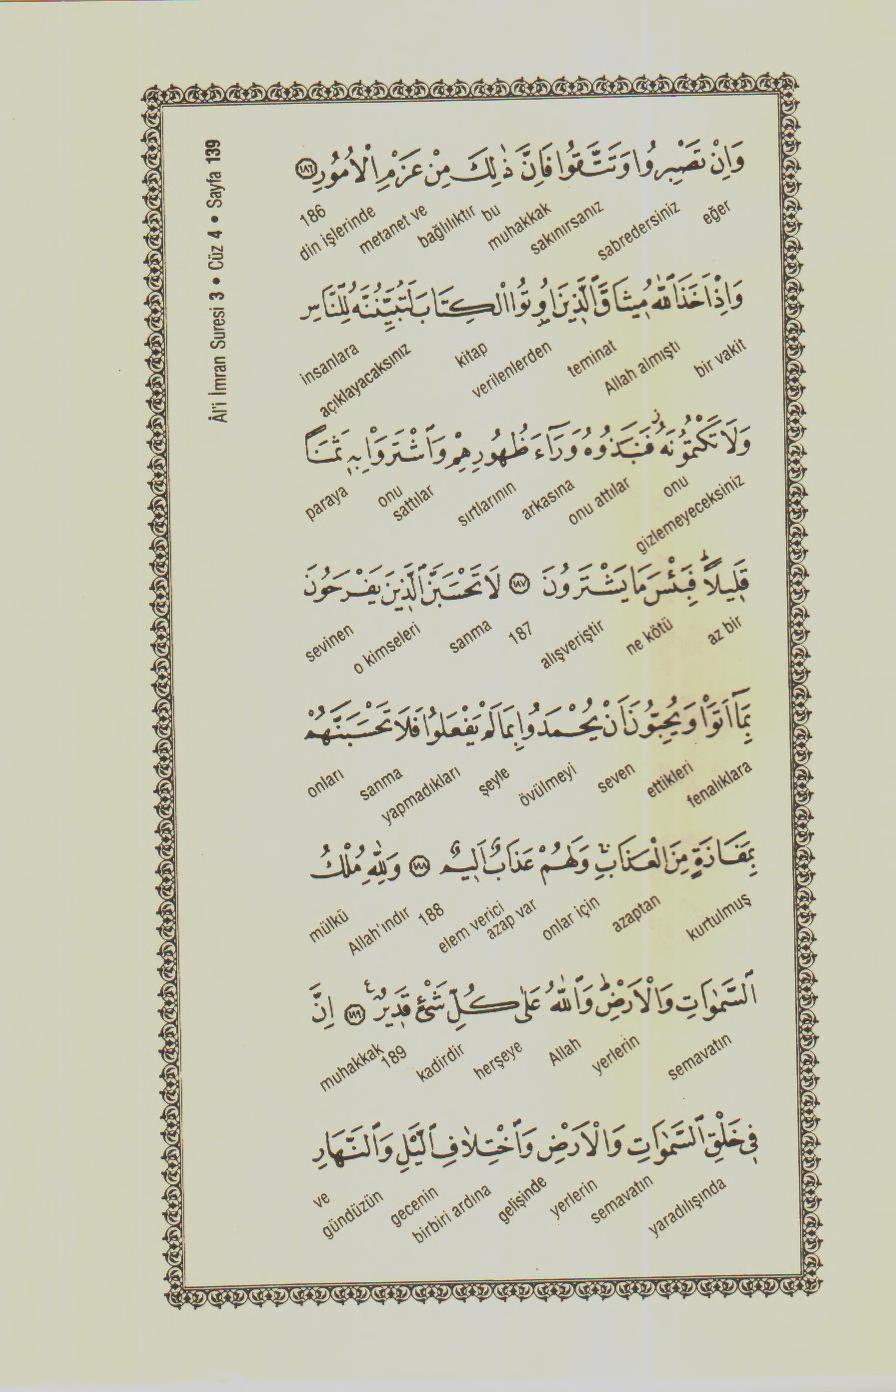 Âl'i İmran Suresi 3 • Cüz 4 • Sayfa 139
وَاِنْ تَصْبِرُوا وَتَتَّقُوا فَاِنَّ ذٰلِكَ مِنْ عَزْمِ الْاُمُورِ ﴿١٨٦﴾
eğer sabredersiniz sakınırsanız muhakkak bu bağlılıktır metanet ve din işlerinde 186
وَاِذْ اَخَذَ اللّٰهُ مٖيثَاقَ الَّذٖينَ اُو۫تُوا الْكِتَابَ لَتُبَيِّنُنَّهُ لِلنَّاسِ
bir vakit Allah almıştı teminat verilenlerden kitap açıklayacaksınız insanlara
وَلَا تَكْتُمُونَهُؗ فَنَبَذُوهُ وَرَٓاءَ ظُهُورِهِمْ وَاشْتَرَوْا بِهٖ ثَمَنًا
gizlemeyeceksiniz onu onu attılar arkasına sırtlarının sattılar onu paraya
قَلٖيلًاؕ فَبِئْسَ مَا يَشْتَرُونَ ﴿١٨٧﴾ لَا تَحْسَبَنَّ الَّذٖينَ يَفْرَحُونَ
az bir ne kötü alışveriştir 187 sanma o kimseleri sevinen
بِمَٓا اَتَوْا وَيُحِبُّونَ اَنْ يُحْمَدُوا بِمَا لَمْ يَفْعَلُوا فَلَا تَحْسَبَنَّهُمْ
fenalıklara ettikleri seven övülmeyi şeyle yapmadıkları sanma onları
بِمَفَازَةٍ مِنَ الْعَذَابِۚ وَلَهُمْ عَذَابٌ اَلٖيمٌ ﴿١٨٨﴾ وَلِلّٰهِ مُلْكُ
kurtulmuş azaptan onlar için azap var elem verici 188 Allah'ındır mülkü
السَّمٰوَاتِ وَالْاَرْضِؕ وَاللّٰهُ عَلٰى كُلِّ شَيْءٍ قَدٖيرٌࣖ ﴿١٨٩﴾ اِنَّ
semavatın yerlerin Allah herşeye kadirdir 189 muhakkak
فٖي خَلْقِ السَّمٰوَاتِ وَالْاَرْضِ وَاخْتِلَافِ الَّيْلِ وَالنَّهَارِ
yaradılışında semavatın yerlerin gelişinde birbiri ardına gecenin gündüzün ve